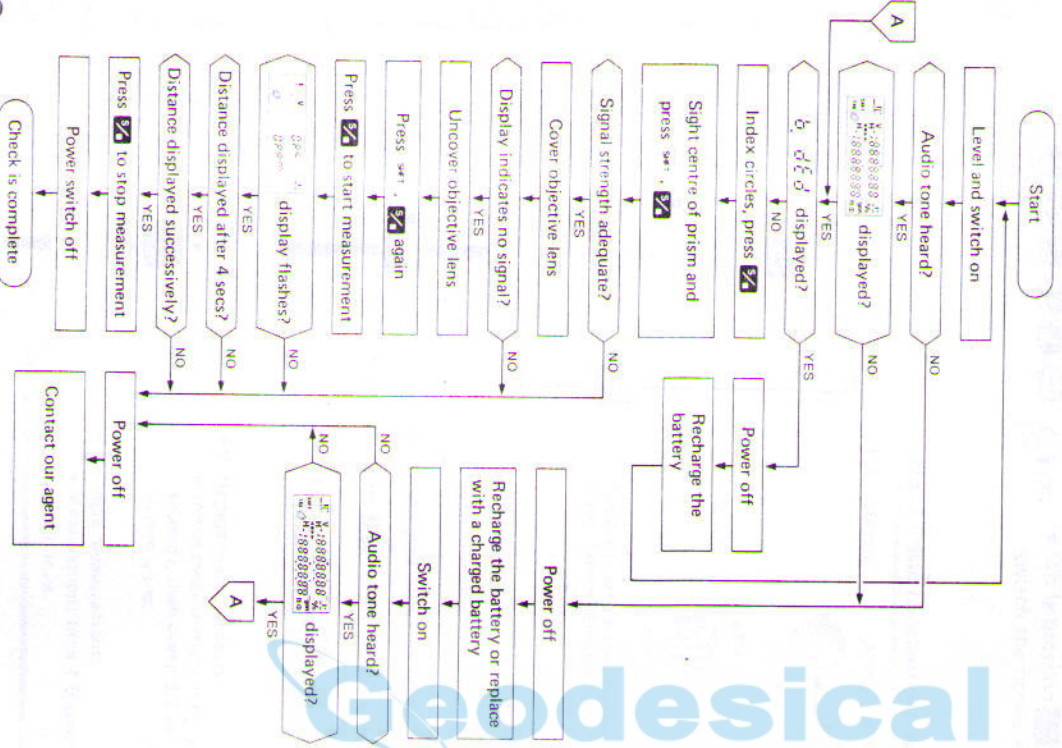 Start
Level and switch on
Audio tone heard?
NO
YES
displayed?
NO
YES
A
b. dEd displayed?
YES
NO
Index circles, press S/
Sight centre of prism and
press SHFT , S/
Signal strength adequate?
NO
YES
Cover objective lens
Display indicates no signal?
NO
YES
Uncover objective lens
Press SHFT , S/ again
Press S/ to start measurement
display flashes?
NO
YES
Distance displayed after 4 secs?
NO
YES
Distance displayed successively?
NO
YES
Press S/ to stop measurement
Power switch off
Check is complete
Power off
Recharge the
battery
Power off
Recharge the battery or replace
with a charged battery
Switch on
Audio tone heard?
NO
YES
displayed?
NO
YES
A
Power off
Contact our agent
Geodesical